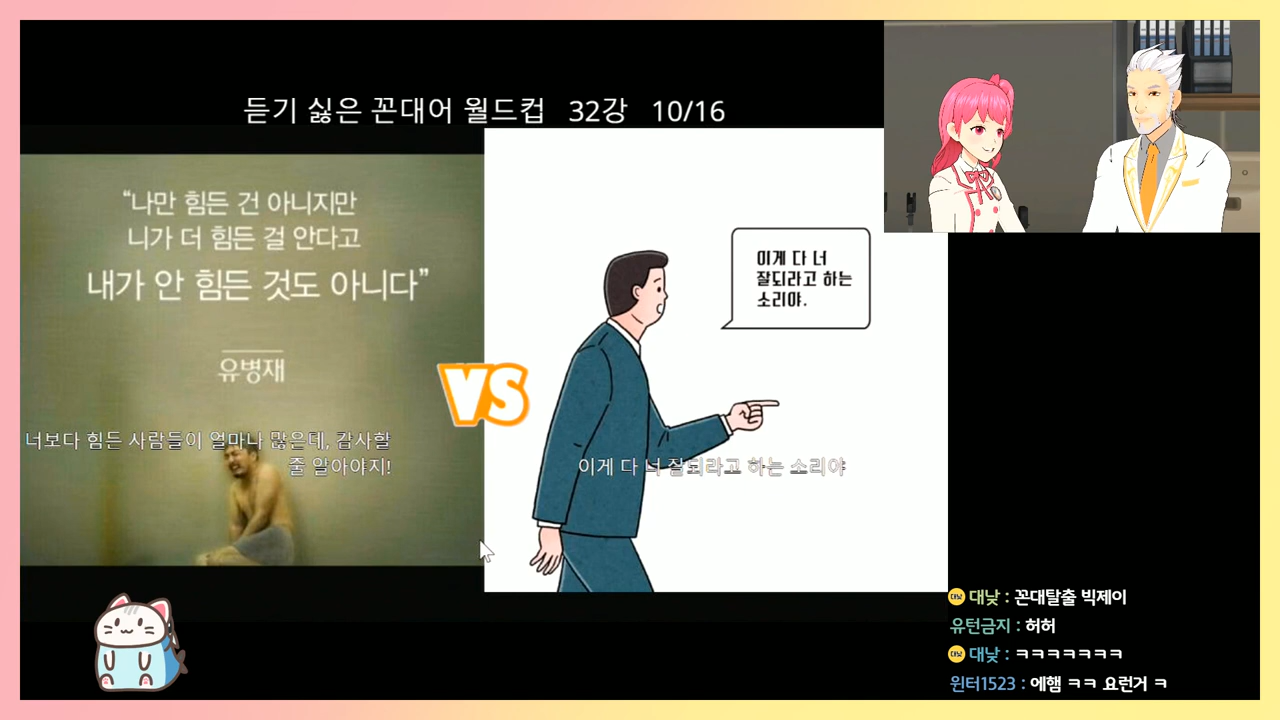 듣기 싫은 꼰대어 월드컵 32강 10/16
“나만 힘든 건 아니지만
니가 더 힘든 걸 안다고
내가 안 힘든 것도 아니다”
유병재
너보다 힘든 사람들이 얼마나 많은데, 감사할
줄 알아야지!
VS
이게 다 너
잘되라고 하는
소리야.
이게 다 너 잘되라고 하는 소리야
대낮 : 꼰대탈출 빅제이
유턴금지 : 허허
대낮 : ㅋㅋㅋㅋㅋㅋㅋ
윈터1523 : 에햄 ㅋㅋ 요런거 ㅋ